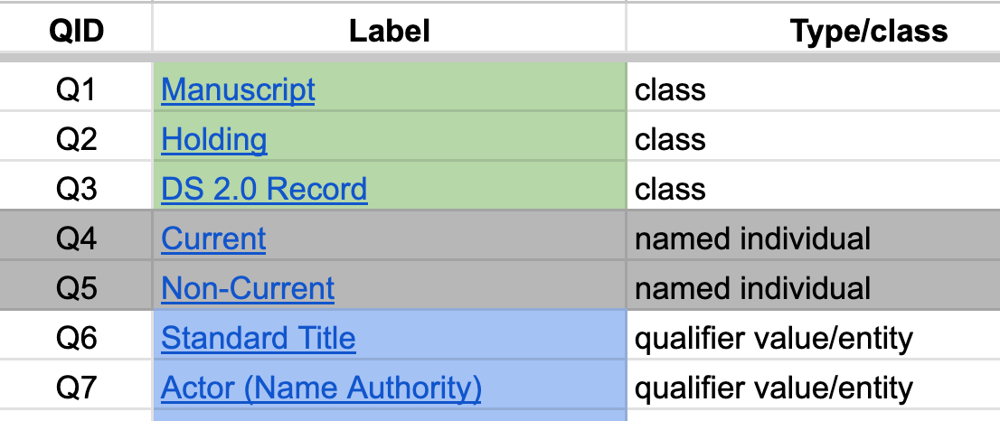 QID Label Type/class
Q1 Manuscript class
Q2 Holding class
Q3 DS 2.0 Record class
Q4 Current named individual
Q5 Non-Current named individual
Q6 Standard Title qualifier value/entity
Q7 Actor (Name Authority) qualifier value/entity